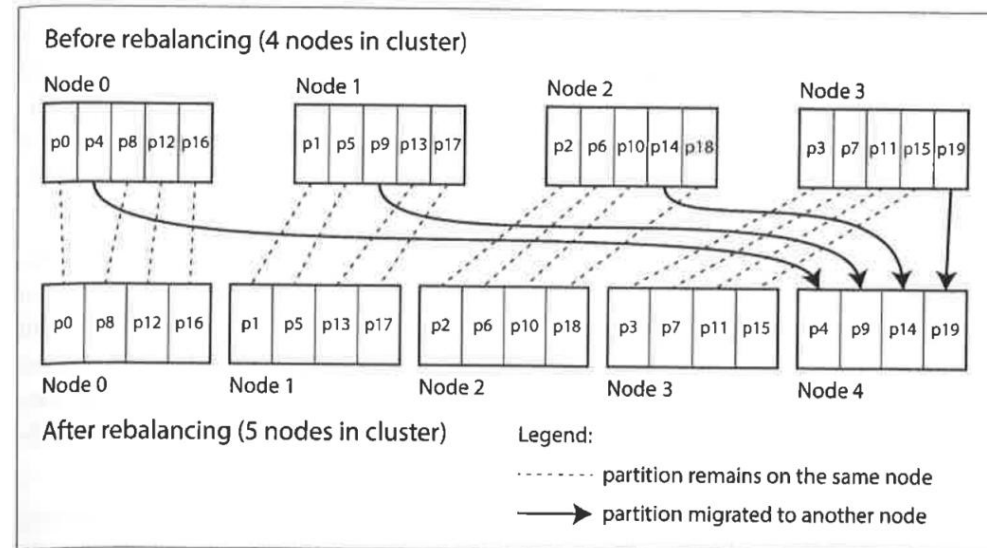 Before rebalancing (4 nodes in cluster)
Node 0 Node 1 Node 2 Node 3
p0 p4 p8 p12 p16 p1 p5 p9 p13 p17 p2 p6 p10 p14 p18 p3 p7 p11 p15 p19
p0 p8 p12 p16 p1 p5 p13 p17 p2 p6 p10 p18 p3 p7 p11 p15 p4 p9 p14 p19
Node 0 Node 1 Node 2 Node 3 Node 4
After rebalancing (5 nodes in cluster)
Legend:
partition remains on the same node
partition migrated to another node